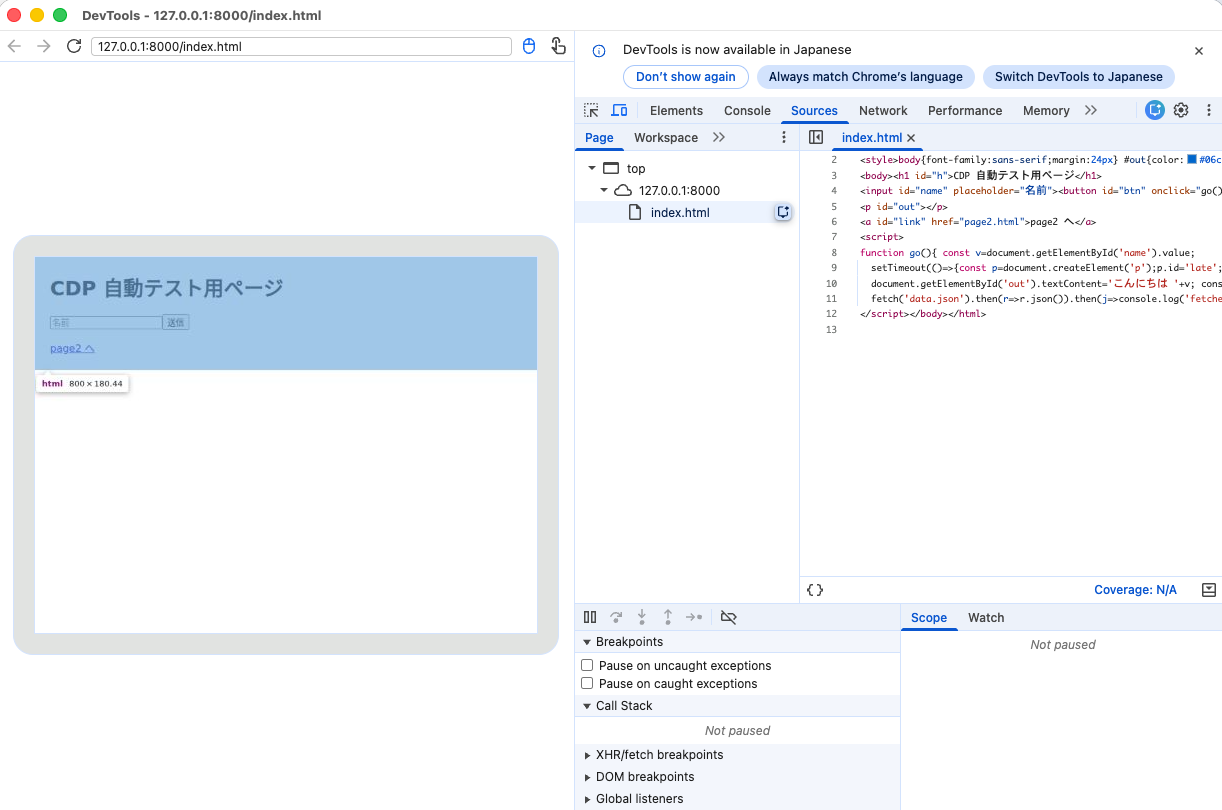 DevTools - 127.0.0.1:8000/index.html
127.0.0.1:8000/index.html
CDP 自動テスト用ページ
名前 送信
page2 へ
html 800 × 180.44
DevTools is now available in Japanese
Don't show again Always match Chrome's language Switch DevTools to Japanese
Elements Console Sources Network Performance Memory
Page Workspace
top
127.0.0.1:8000
index.html
index.html
2 <style>body{font-family:sans-serif;margin:24px} #out{color:#06c
3 <body><h1 id="h">CDP 自動テスト用ページ</h1>
4 <input id="name" placeholder="名前"><button id="btn" onclick="go()
5 <p id="out"></p>
6 <a id="link" href="page2.html">page2 へ</a>
7 <script>
8 function go(){ const v=document.getElementById('name').value;
9 setTimeout(()=>{const p=document.createElement('p');p.id='late';
10 document.getElementById('out').textContent='こんにちは '+v; cons
11 fetch('data.json').then(r=>r.json()).then(j=>console.log('fetche
12 </script></body></html>
13
{} Coverage: N/A
Breakpoints
Pause on uncaught exceptions
Pause on caught exceptions
Call Stack
Not paused
XHR/fetch breakpoints
DOM breakpoints
Global listeners
Scope Watch
Not paused